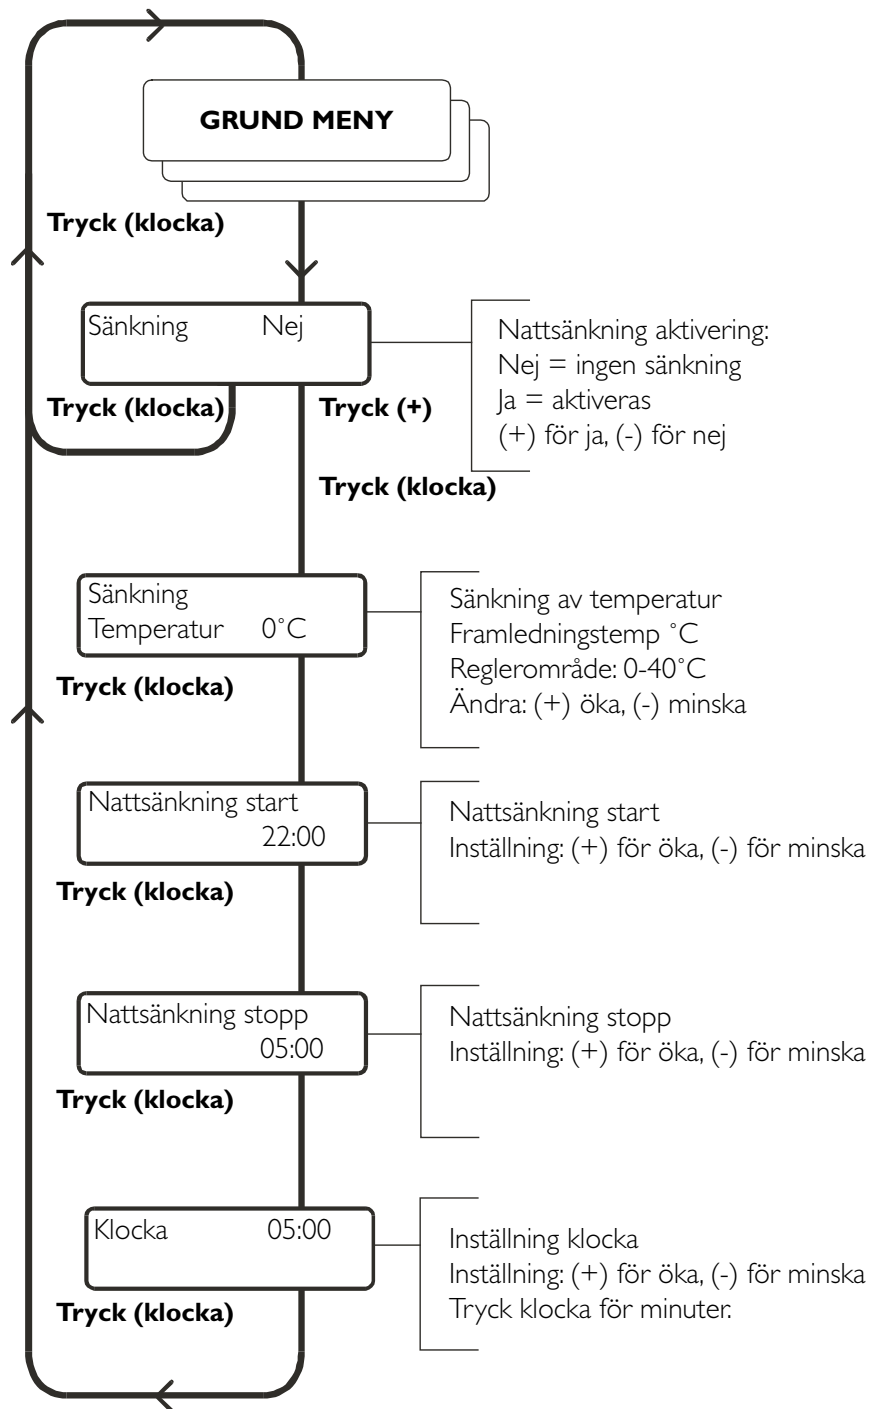 GRUND MENY
Tryck (klocka)
Sänkning Nej
Nattsänkning aktivering:
Nej = ingen sänkning
Ja = aktiveras
(+) för ja, (-) för nej
Tryck (klocka)
Tryck (+)
Tryck (klocka)
Sänkning
Temperatur 0°C
Sänkning av temperatur
Framledningstemp °C
Reglerområde: 0-40°C
Ändra: (+) öka, (-) minska
Tryck (klocka)
Nattsänkning start
22:00
Nattsänkning start
Inställning: (+) för öka, (-) för minska
Tryck (klocka)
Nattsänkning stopp
05:00
Nattsänkning stopp
Inställning: (+) för öka, (-) för minska
Tryck (klocka)
Klocka 05:00
Inställning klocka
Inställning: (+) för öka, (-) för minska
Tryck klocka för minuter.
Tryck (klocka)